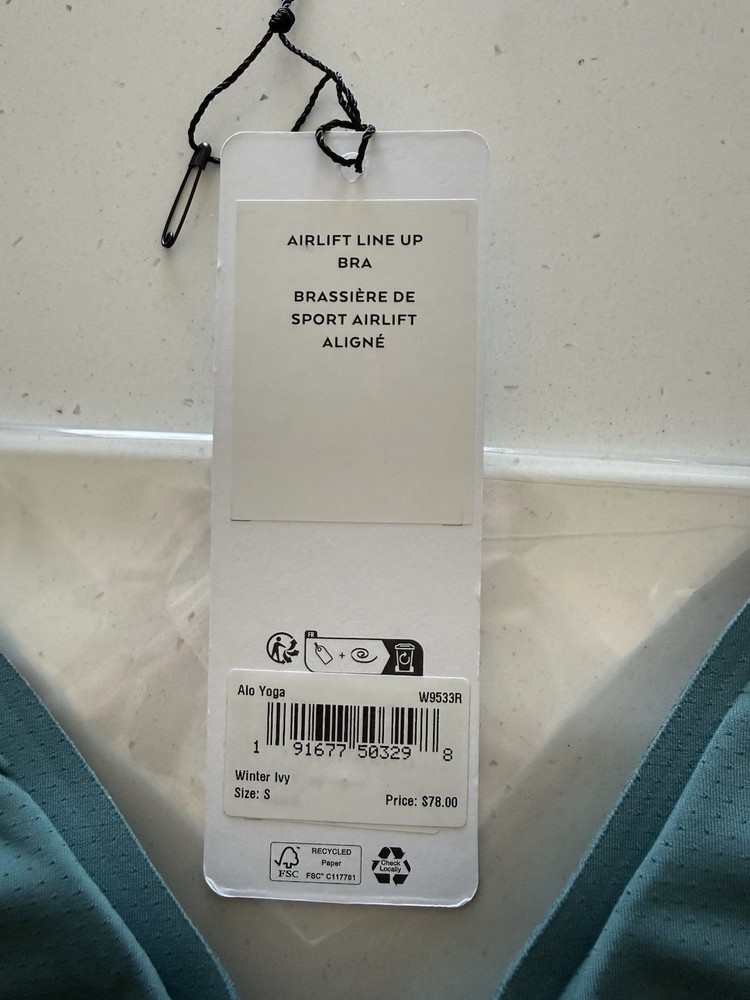 AIRLIFT LINE UP
BRA
BRASSIÈRE DE
SPORT AIRLIFT
ALIGNÉ
FR
+
Alo Yoga
W9533R
1 91677 50329 8
Winter Ivy
Size: S
Price: $78.00
FSC
RECYCLED
Paper
FSC™ C117781
Check
Locally